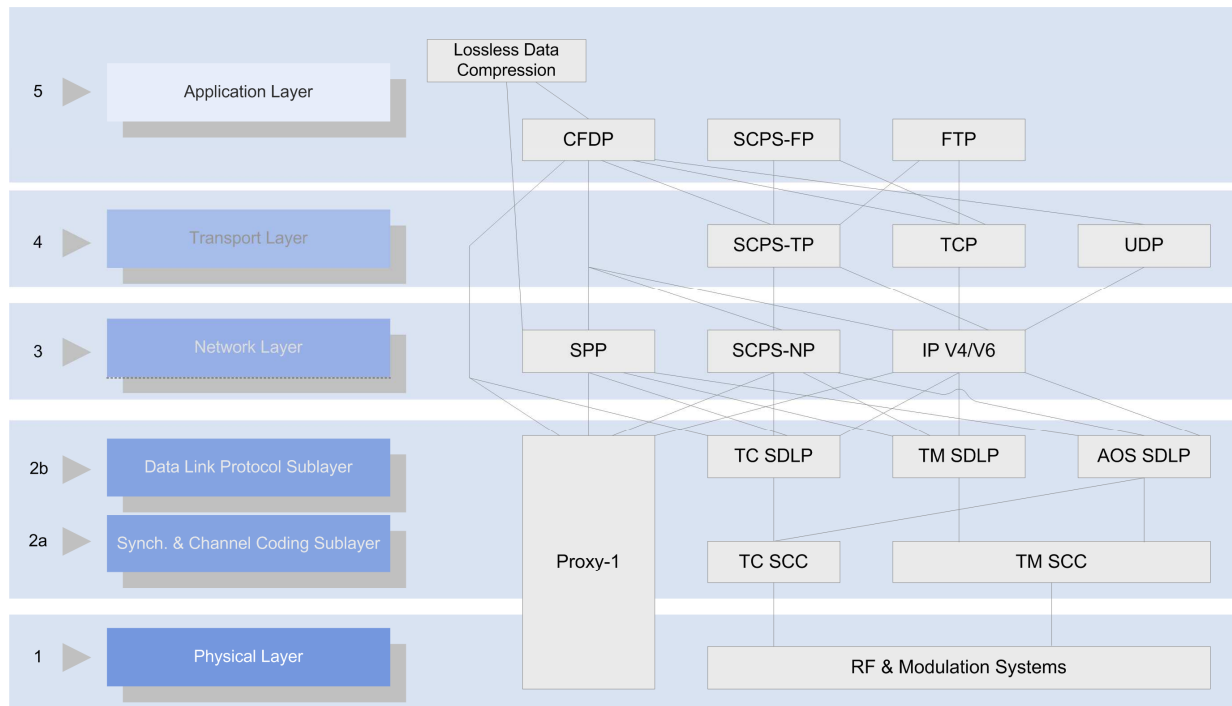 Lossless Data
Compression
5
Application Layer
CFDP
SCPS-FP
FTP
4
Transport Layer
SCPS-TP
TCP
UDP
3
Network Layer
SPP
SCPS-NP
IP V4/V6
2b
Data Link Protocol Sublayer
TC SDLP
TM SDLP
AOS SDLP
2a
Synch. & Channel Coding Sublayer
Proxy-1
TC SCC
TM SCC
1
Physical Layer
RF & Modulation Systems